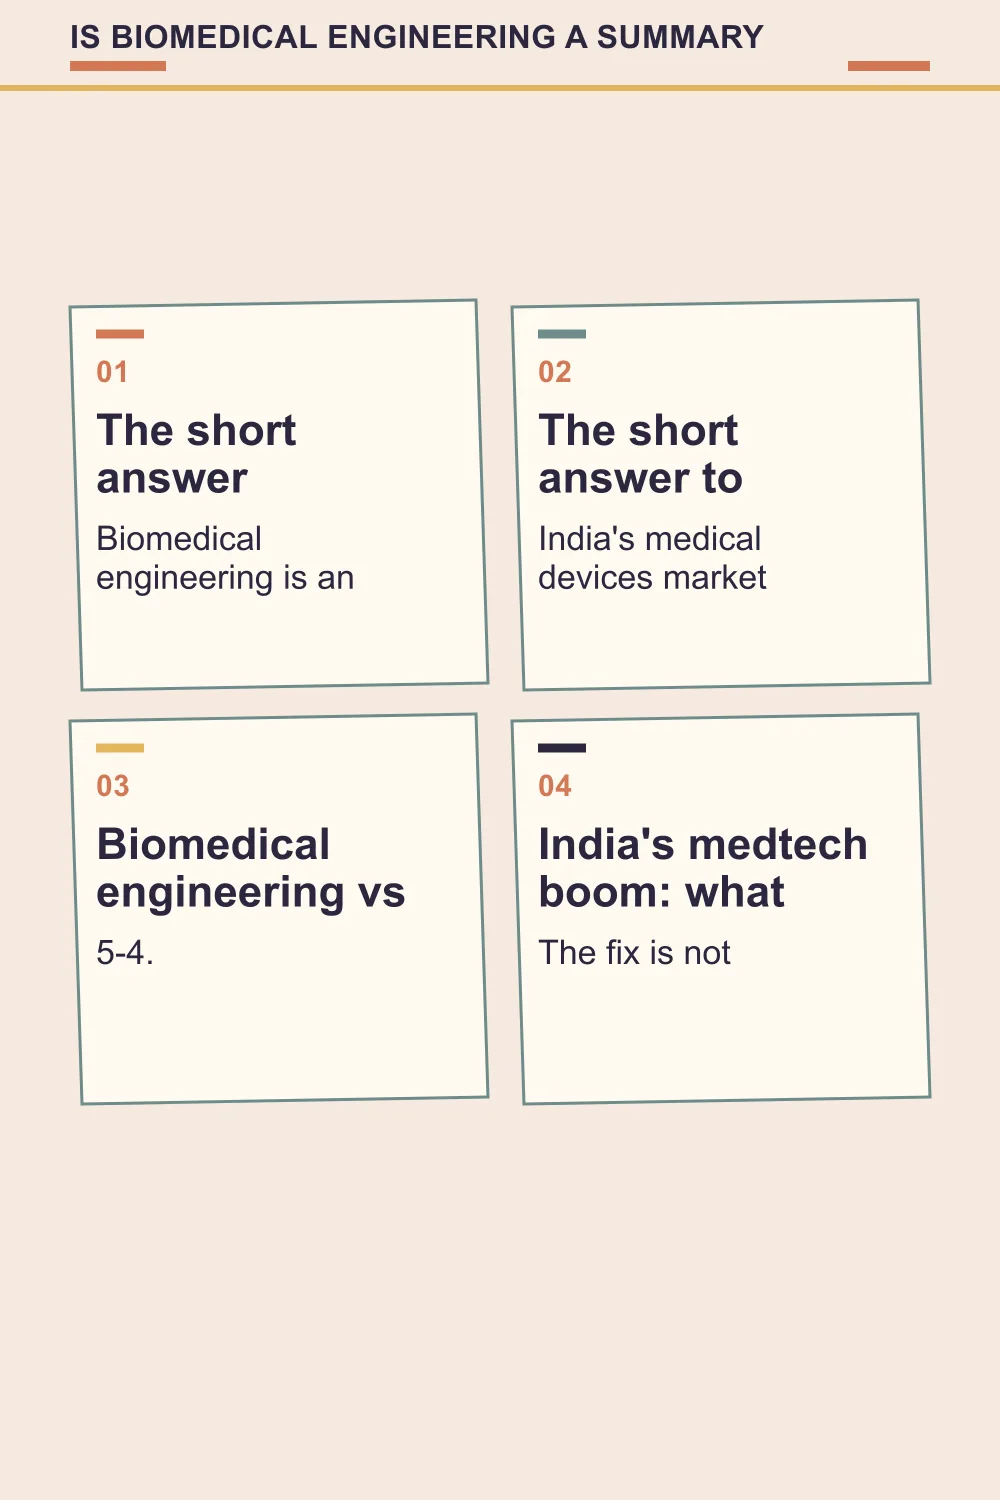 IS BIOMEDICAL ENGINEERING A SUMMARY
01
The short
answer
Biomedical
engineering is an
02
The short
answer to
India's medical
devices market
03
Biomedical
engineering vs
5-4.
04
India's medtech
boom: what
The fix is not